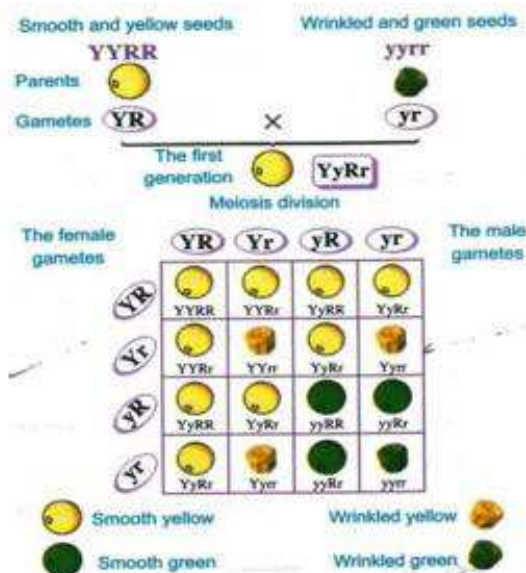 Smooth and yellow seeds
Wrinkled and green seeds
YYRR
yyrr
Parents
Gametes
YR
×
yr
The first generation
YyRr
Meiosis division
The female gametes
YR
Yr
yR
yr
The male gametes
YR
YYRR
YYRr
YyRR
YyRr
Yr
YYRr
YYrr
YyRr
Yyrr
yR
YyRR
YyRr
yyRR
yyRr
yr
YyRr
Yyrr
yyRr
yyrr
Smooth yellow
Wrinkled yellow
Smooth green
Wrinkled green